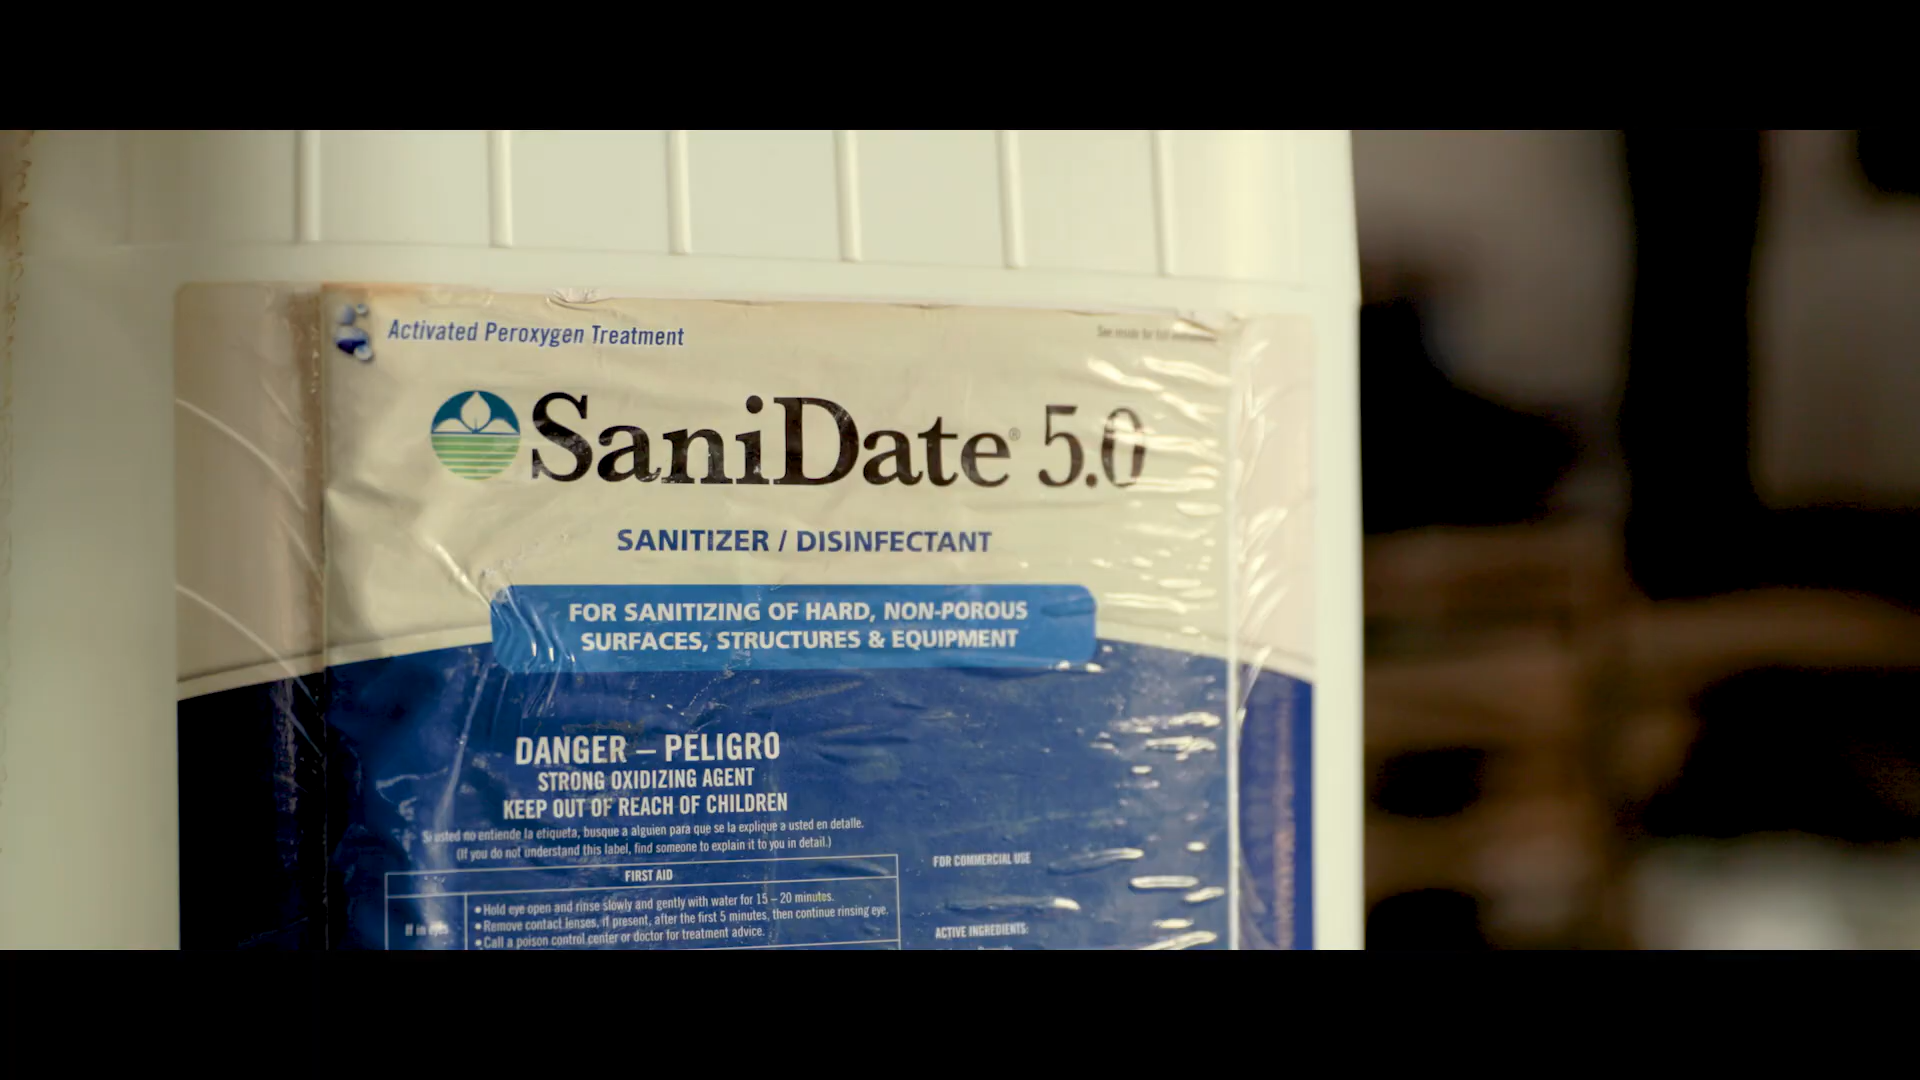 Activated Peroxygen Treatment
SaniDate® 5.0
SANITIZER / DISINFECTANT
FOR SANITIZING OF HARD, NON-POROUS
SURFACES, STRUCTURES & EQUIPMENT
DANGER – PELIGRO
STRONG OXIDIZING AGENT
KEEP OUT OF REACH OF CHILDREN
Si usted no entiende la etiqueta, busque a alguien para que se la explique a usted en detalle.
(If you do not understand this label, find someone to explain it to you in detail.)
FIRST AID
If in eyes
• Hold eye open and rinse slowly and gently with water for 15 – 20 minutes.
• Remove contact lenses, if present, after the first 5 minutes, then continue rinsing eye.
• Call a poison control center or doctor for treatment advice.
FOR COMMERCIAL USE
ACTIVE INGREDIENTS